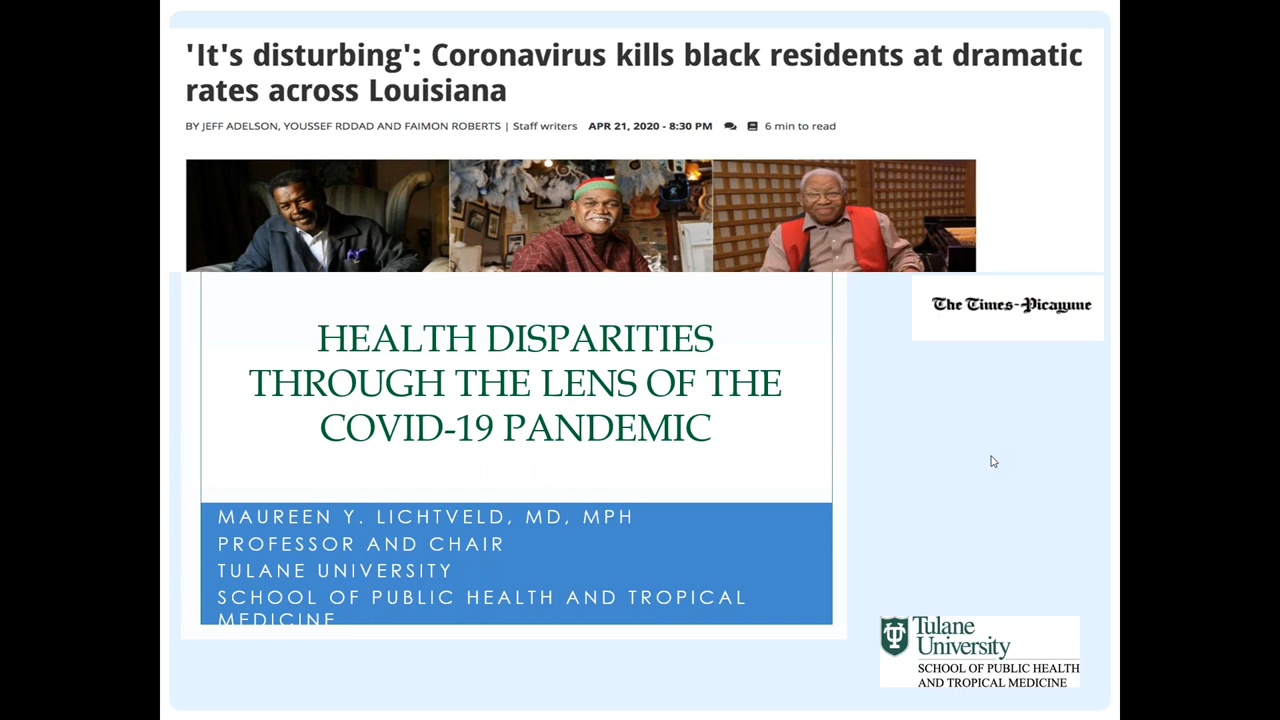 'It's disturbing': Coronavirus kills black residents at dramatic
rates across Louisiana
BY JEFF ADELSON, YOUSSEF RDDAD AND FAIMON ROBERTS | Staff writers APR 21, 2020 - 8:30 PM 6 min to read
The Times-Picayune
HEALTH DISPARITIES
THROUGH THE LENS OF THE
COVID-19 PANDEMIC
MAUREEN Y. LICHTVELD, MD, MPH
PROFESSOR AND CHAIR
TULANE UNIVERSITY
SCHOOL OF PUBLIC HEALTH AND TROPICAL
MEDICINE
Tulane
University
SCHOOL OF PUBLIC HEALTH
AND TROPICAL MEDICINE